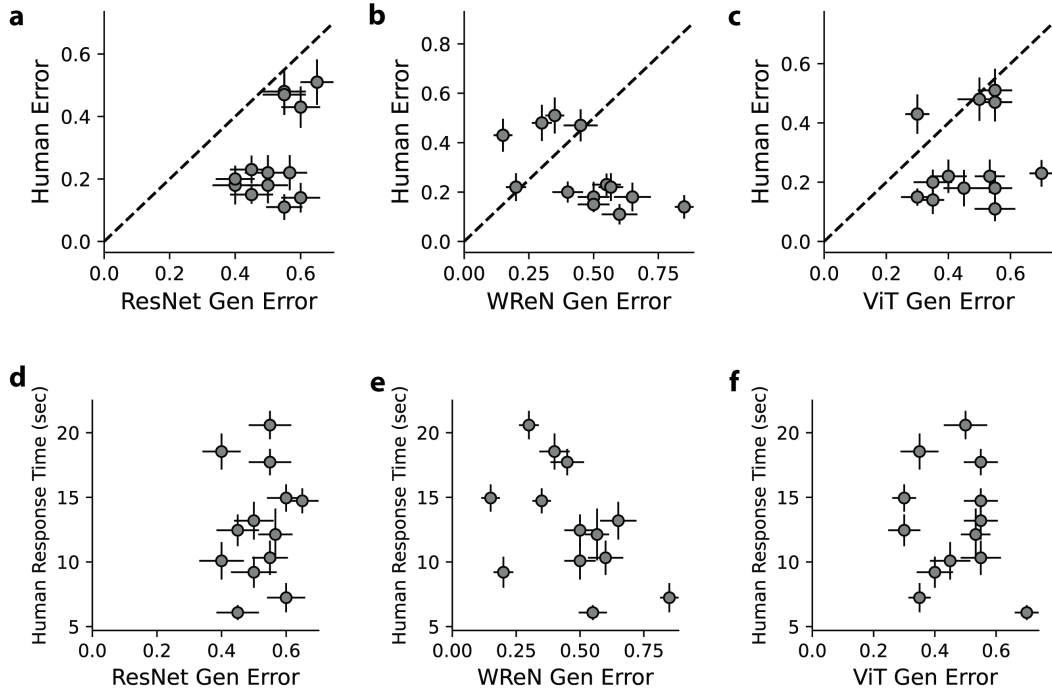 a
Human Error
0.6
0.4
0.2
0.0
0.0 0.2 0.4 0.6
ResNet Gen Error
b
Human Error
0.8
0.6
0.4
0.2
0.0
0.00 0.25 0.50 0.75
WReN Gen Error
c
Human Error
0.6
0.4
0.2
0.0
0.0 0.2 0.4 0.6
ViT Gen Error
d
Human Response Time (sec)
20
15
10
5
0.0 0.2 0.4 0.6
ResNet Gen Error
e
Human Response Time (sec)
20
15
10
5
0.00 0.25 0.50 0.75
WReN Gen Error
f
Human Response Time (sec)
20
15
10
5
0.0 0.2 0.4 0.6
ViT Gen Error